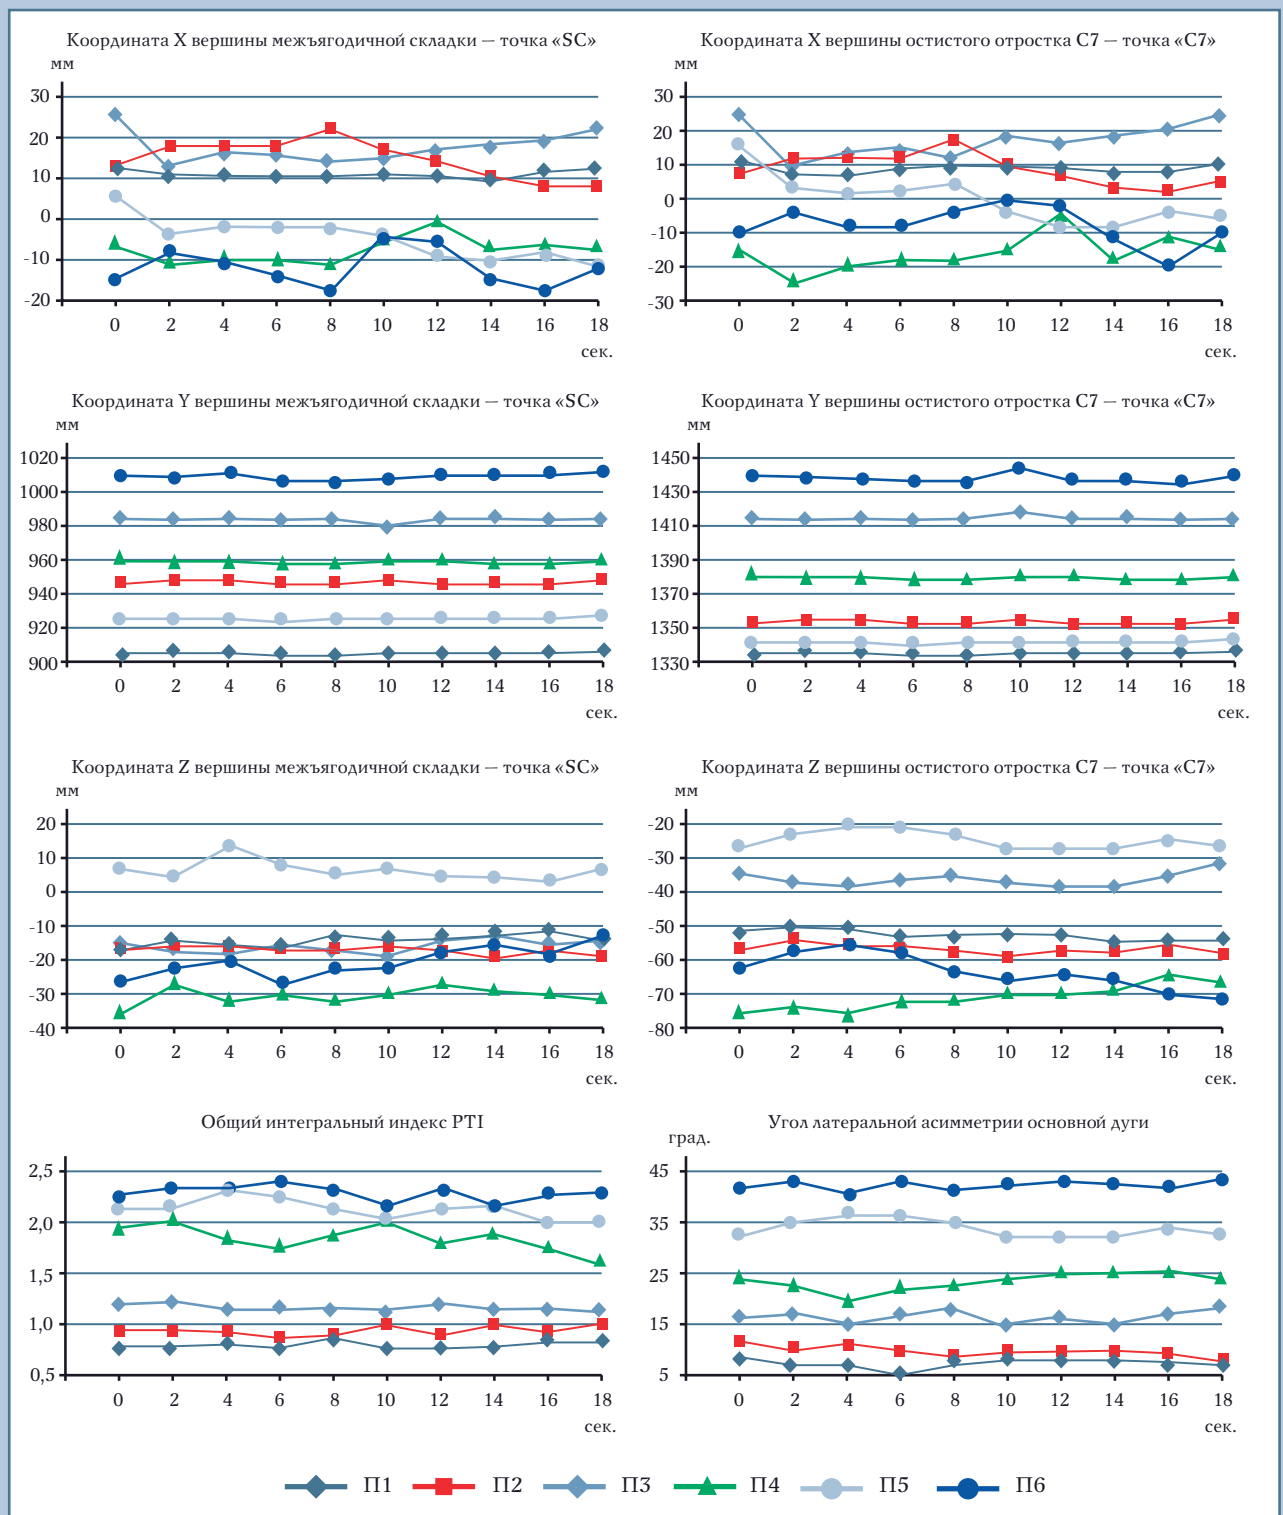 Координата X вершины межъягодичной складки — точка «SC»
мм
30
20
10
0
-10
-20
0 2 4 6 8 10 12 14 16 18
сек.
Координата X вершины остистого отростка C7 — точка «C7»
мм
30
20
10
0
-10
-20
-30
0 2 4 6 8 10 12 14 16 18
сек.
Координата Y вершины межъягодичной складки — точка «SC»
мм
1020
1000
980
960
940
920
900
0 2 4 6 8 10 12 14 16 18
сек.
Координата Y вершины остистого отростка C7 — точка «C7»
мм
1450
1430
1410
1390
1370
1350
1330
0 2 4 6 8 10 12 14 16 18
сек.
Координата Z вершины межъягодичной складки — точка «SC»
мм
20
10
0
-10
-20
-30
-40
0 2 4 6 8 10 12 14 16 18
сек.
Координата Z вершины остистого отростка C7 — точка «C7»
мм
-20
-30
-40
-50
-60
-70
-80
0 2 4 6 8 10 12 14 16 18
сек.
Общий интегральный индекс PTI
2,5
2,0
1,5
1,0
0,5
0 2 4 6 8 10 12 14 16 18
сек.
Угол латеральной асимметрии основной дуги
град.
45
35
25
15
5
0 2 4 6 8 10 12 14 16 18
сек.
П1 П2 П3 П4 П5 П6